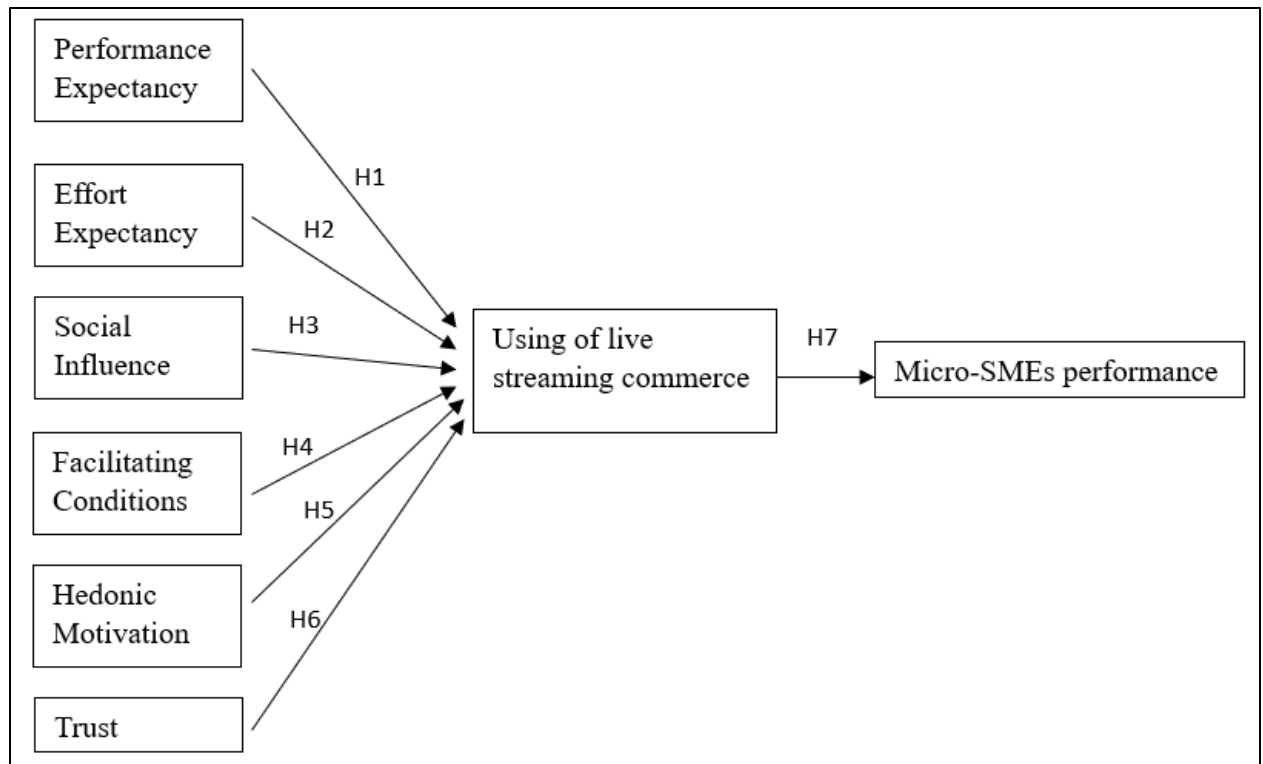 Performance
Expectancy
H1
Effort
Expectancy
H2
Social
Influence
H3
Using of live
streaming commerce
H7
Micro-SMEs performance
Facilitating
Conditions
H4
H5
Hedonic
Motivation
H6
Trust